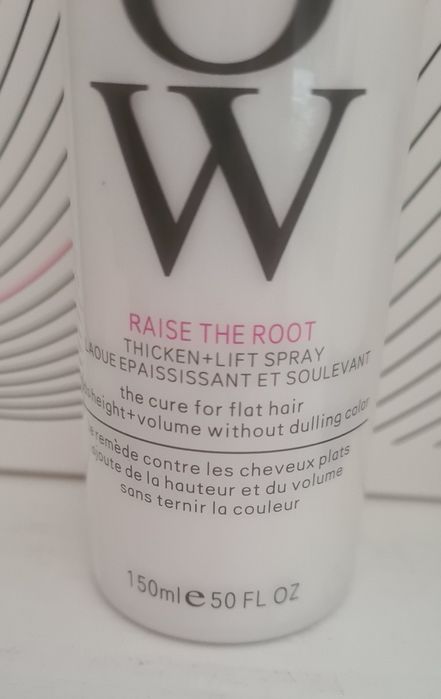 OW
RAISE THE ROOT
THICKEN+LIFT SPRAY
LAQUE EPAISSISSANT ET SOULEVANT
the cure for flat hair
height+volume without dulling color
remède contre les cheveux plats
ajoute de la hauteur et du volume
sans ternir la couleur
150ml e 50 FL OZ